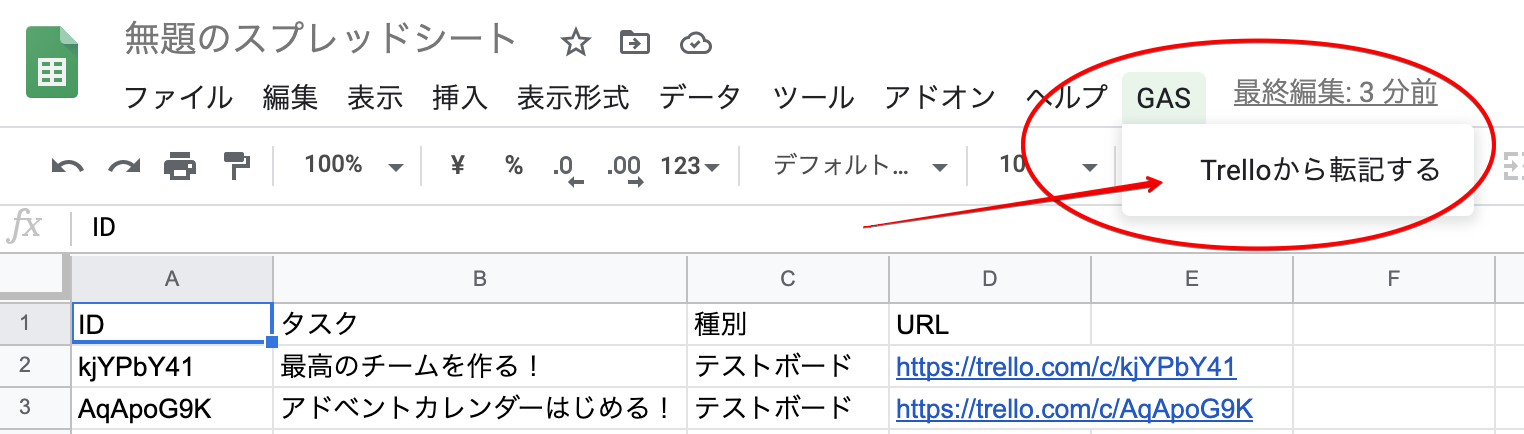 無題のスプレッドシート
ファイル 編集 表示 挿入 表示形式 データ ツール アドオン ヘルプ GAS 最終編集: 3 分前
100% ¥ % .0 .00 123 デフォルト... 10
Trelloから転記する
fx ID
A B C D E F
1 ID タスク 種別 URL
2 kjYPbY41 最高のチームを作る！ テストボード https://trello.com/c/kjYPbY41
3 AqApoG9K アドベントカレンダーはじめる！ テストボード https://trello.com/c/AqApoG9K